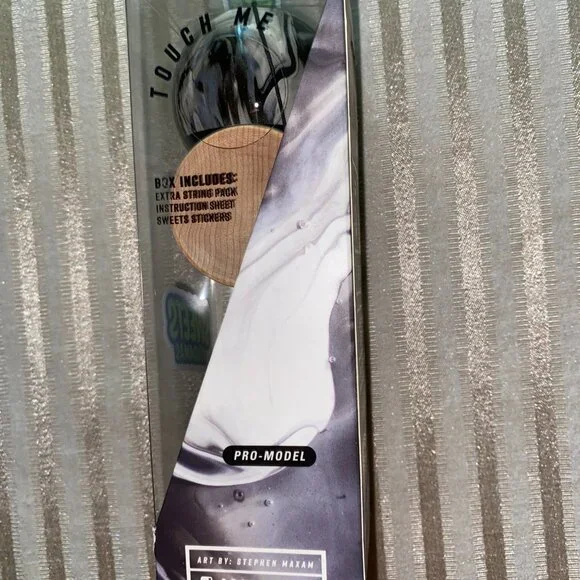 TOUCH ME
BOX INCLUDES:
EXTRA STRING PACK
INSTRUCTION SHEET
SWEETS STICKERS
PRO-MODEL
ART BY: STEPHEN MAXAM